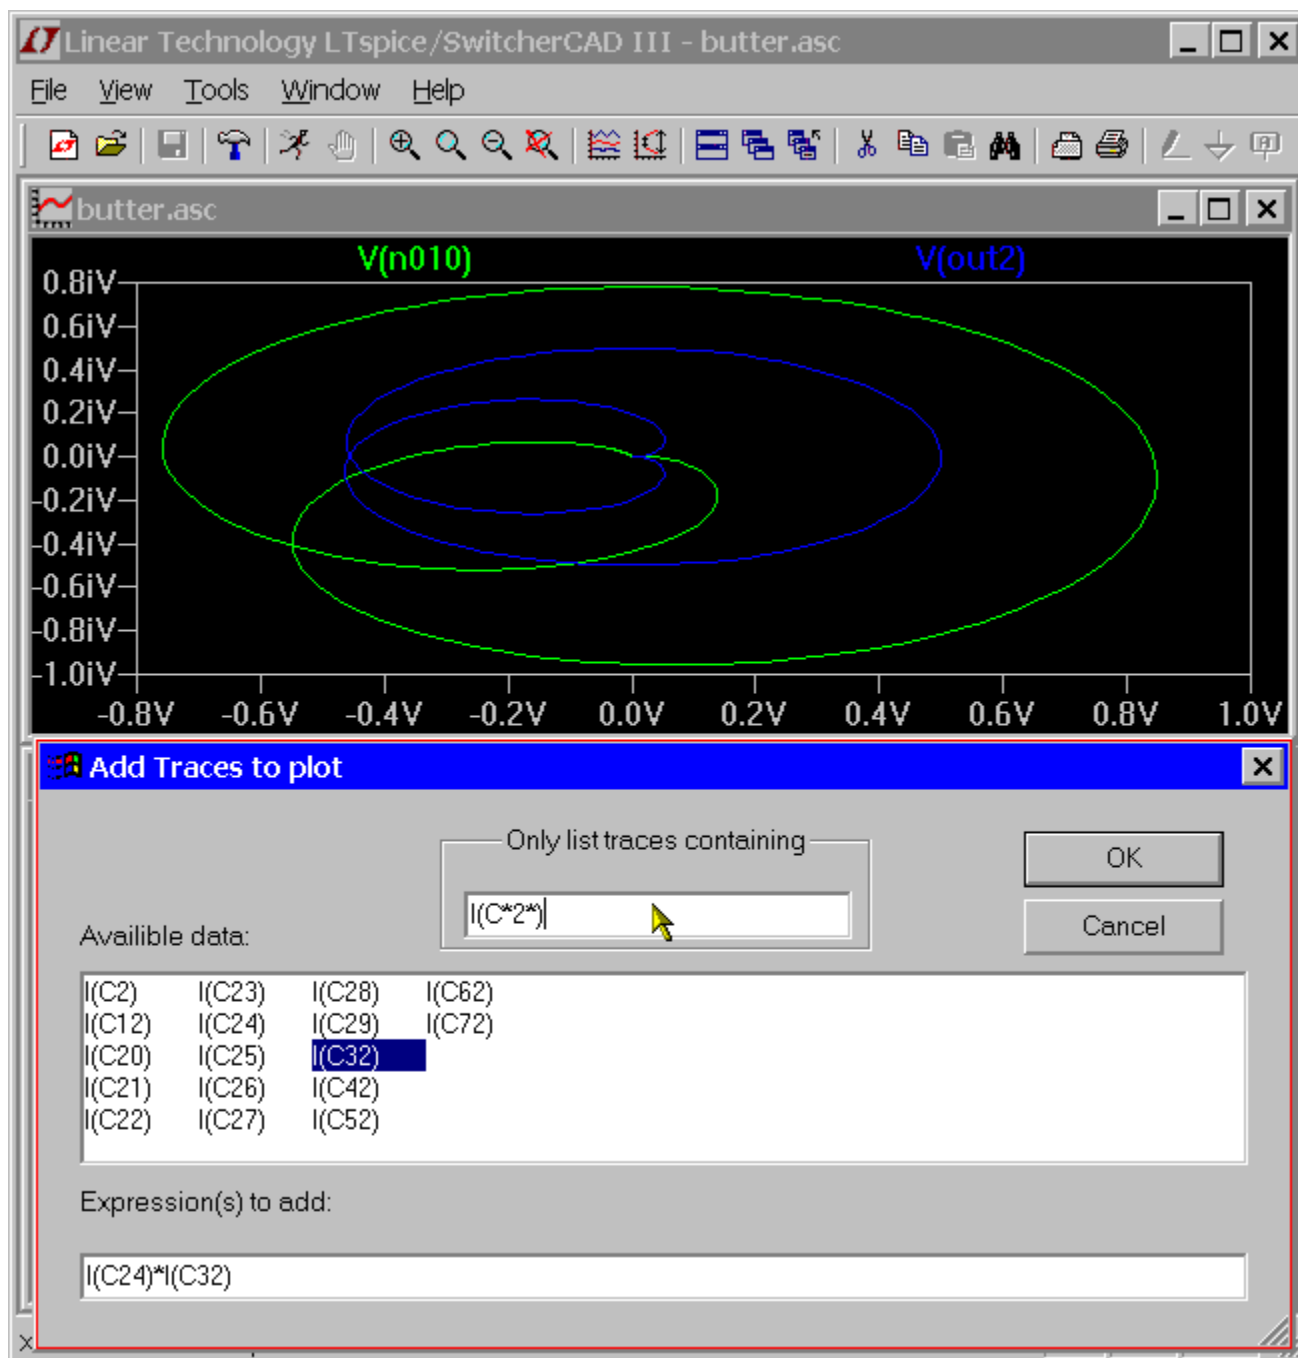 Linear Technology LTspice/SwitcherCAD III - butter.asc
File View Tools Window Help
butter.asc
V(n010) V(out2)
0.8iV
0.6iV
0.4iV
0.2iV
0.0iV
-0.2iV
-0.4iV
-0.6iV
-0.8iV
-1.0iV
-0.8V -0.6V -0.4V -0.2V 0.0V 0.2V 0.4V 0.6V 0.8V 1.0V
Add Traces to plot
Only list traces containing
OK
I(C*2*)
Cancel
Availible data:
I(C2) I(C23) I(C28) I(C62)
I(C12) I(C24) I(C29) I(C72)
I(C20) I(C25) I(C32)
I(C21) I(C26) I(C42)
I(C22) I(C27) I(C52)
Expression(s) to add:
I(C24)*I(C32)
x